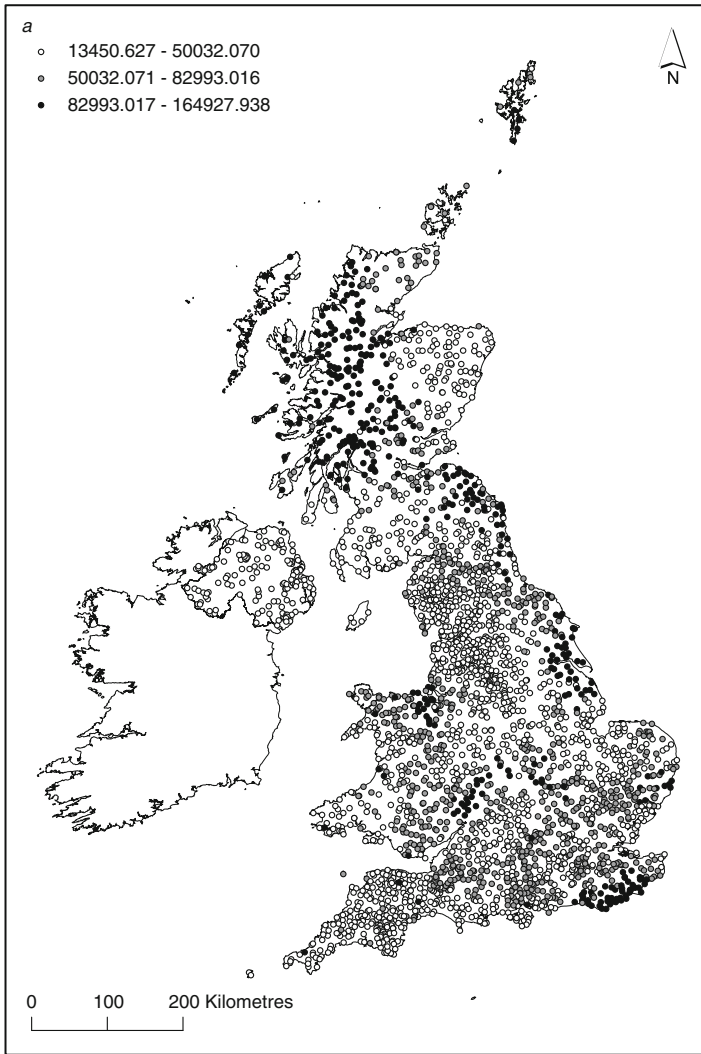 a
13450.627 - 50032.070
50032.071 - 82993.016
82993.017 - 164927.938
N
0 100 200 Kilometres